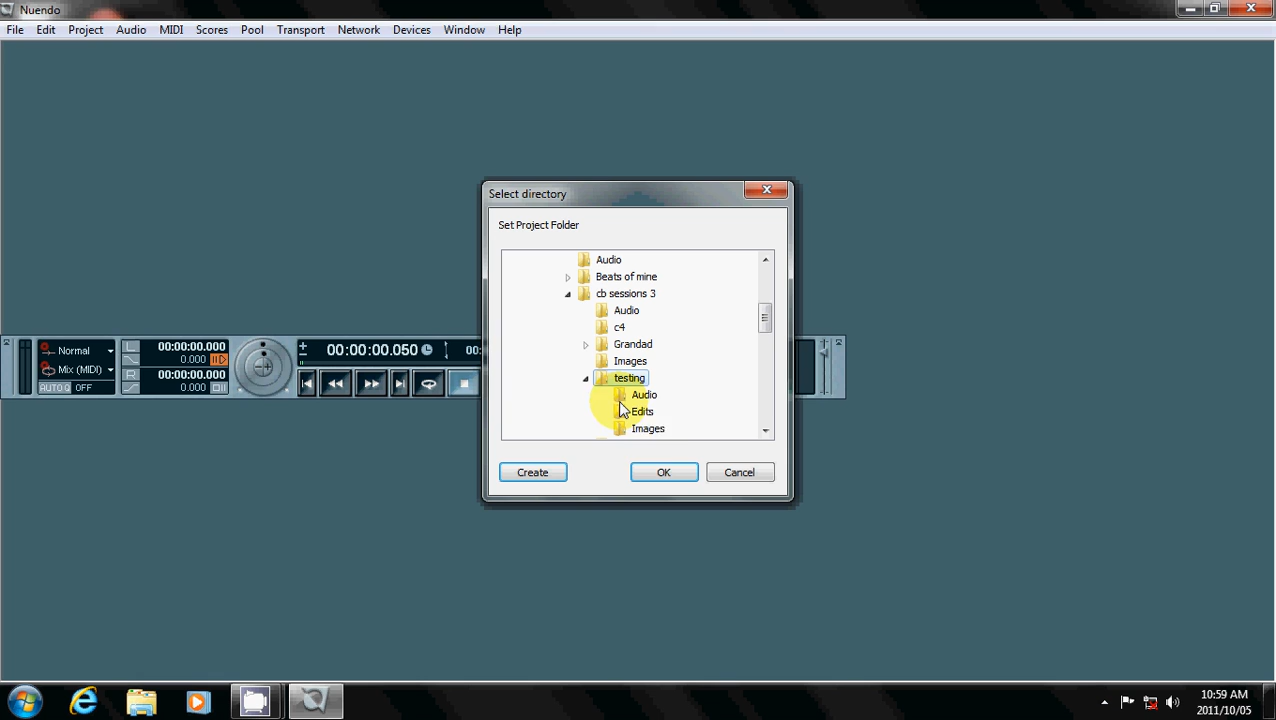 Nuendo
File Edit Project Audio MIDI Scores Pool Transport Network Devices Window Help
Select directory
Set Project Folder
Audio
Beats of mine
cb sessions 3
Audio
c4
Grandad
Images
testing
Audio
Edits
Images
Create OK Cancel
Normal
Mix (MIDI)
AUTO Q OFF
L 00:00:00.000
0.000
R 00:00:00.000
0.000
00:00:00.050
10:59 AM
2011/10/05